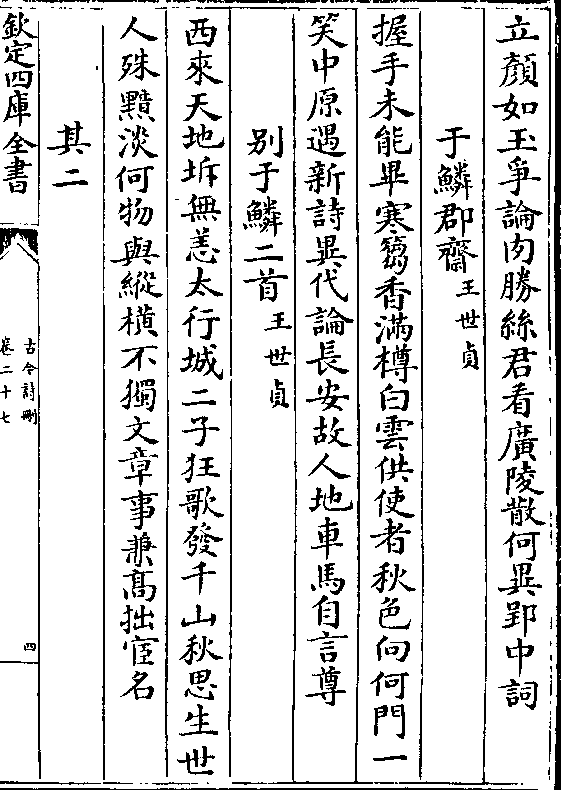 立顔如玉爭論肉勝絲君看廣陵散何異郢中詞
于鱗郡齋王世貞
握手未能畢寒篘香滿樽白雲供使者秋色向何門一
笑中原遇新詩異代論長安故人地車馬自言尊
别于鱗二首王世貞
西來天地坼無恙太行城二子狂歌發千山秋思生世
人殊黯淡何物與縱橫不獨文章事兼髙拙宦名
其二
欽定四庫全書
古今詩刪
卷二十七
四